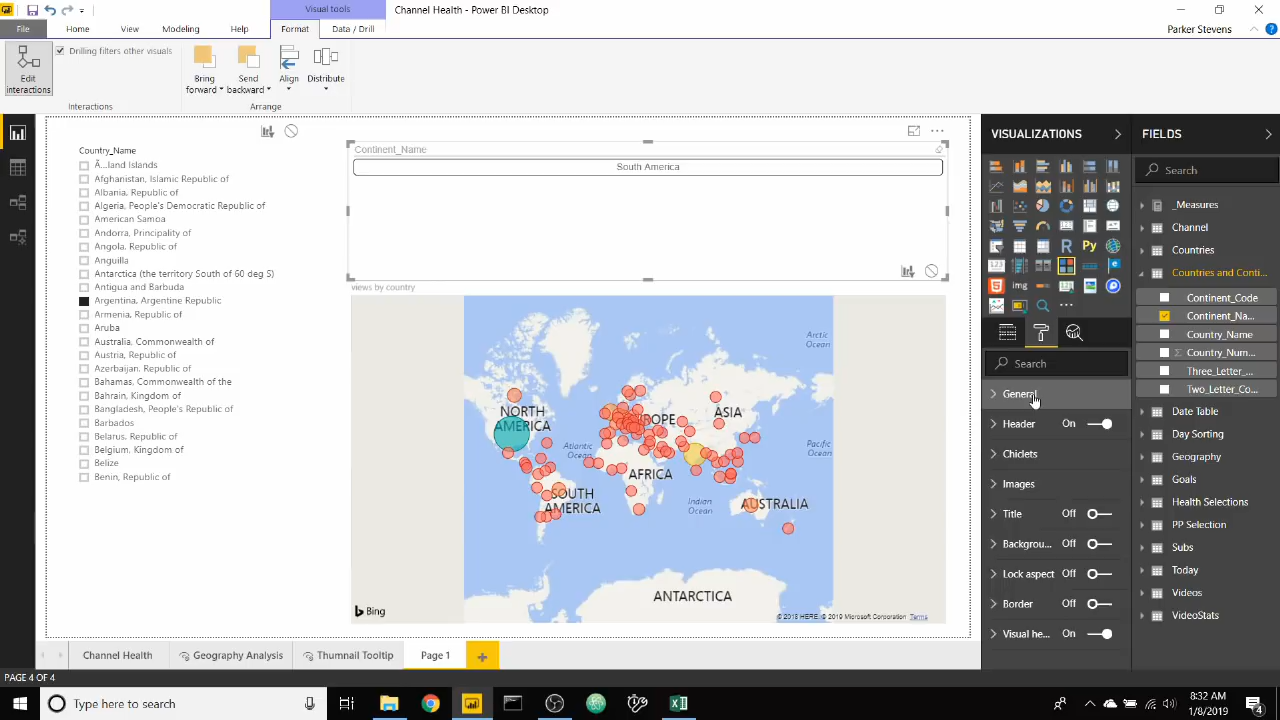 Visual tools
Channel Health - Power BI Desktop
File
Home
View
Modeling
Help
Format
Data / Drill
Parker Stevens
Edit
interactions
Drilling filters other visuals
Bring
forward
Send
backward
Align
Distribute
Interactions
Arrange
Country_Name
Ã…land Islands
Afghanistan, Islamic Republic of
Albania, Republic of
Algeria, People's Democratic Republic of
American Samoa
Andorra, Principality of
Angola, Republic of
Anguilla
Antarctica (the territory South of 60 deg S)
Antigua and Barbuda
Argentina, Argentine Republic
Armenia, Republic of
Aruba
Australia, Commonwealth of
Austria, Republic of
Azerbaijan, Republic of
Bahamas, Commonwealth of the
Bahrain, Kingdom of
Bangladesh, People's Republic of
Barbados
Belarus, Republic of
Belgium, Kingdom of
Belize
Benin, Republic of
Continent_Name
South America
views by country
Arctic
Ocean
NORTH
AMERICA
EUROPE
ASIA
Atlantic
Ocean
Pacific
Ocean
AFRICA
SOUTH
AMERICA
Indian
Ocean
AUSTRALIA
ANTARCTICA
Bing
© 2018 HERE, © 2019 Microsoft Corporation Terms
VISUALIZATIONS
R
Py
123
Search
General
Header On
Chiclets
Images
Title Off
Backgrou... Off
Lock aspect Off
Border Off
Visual he... On
FIELDS
Search
_Measures
Channel
Countries
Countries and Conti...
Continent_Code
Continent_Na...
Country_Name
Country_Num...
Three_Letter_...
Two_Letter_Co...
Date Table
Day Sorting
Geography
Goals
Health Selections
PP Selection
Subs
Today
Videos
VideoStats
Channel Health
Geography Analysis
Thumnail Tooltip
Page 1
PAGE 4 OF 4
Type here to search
8:32 AM
1/8/2019
4